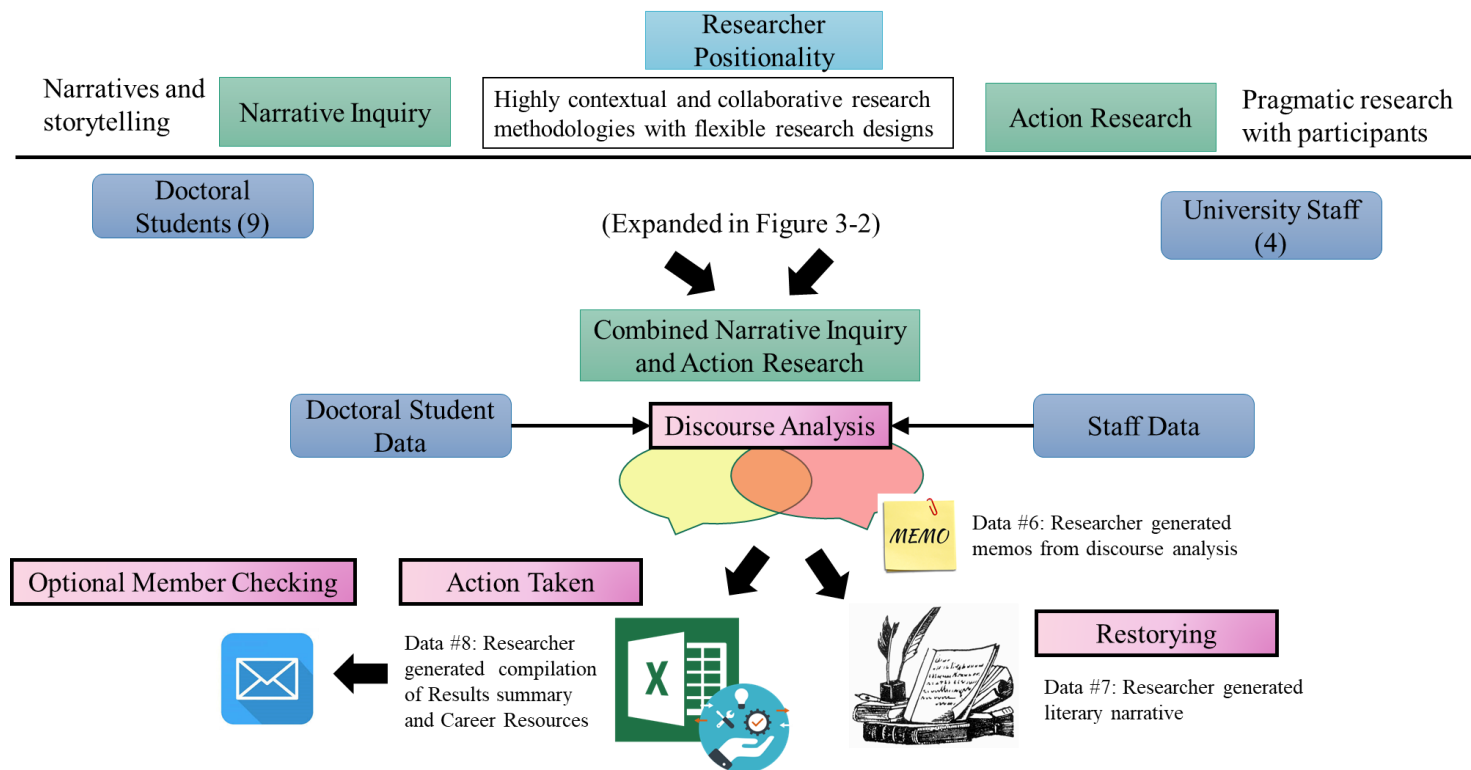 Researcher
Positionality
Narratives and
storytelling
Narrative Inquiry
Highly contextual and collaborative research
methodologies with flexible research designs
Action Research
Pragmatic research
with participants
Doctoral
Students (9)
(Expanded in Figure 3-2)
University Staff
(4)
Combined Narrative Inquiry
and Action Research
Doctoral Student
Data
Discourse Analysis
Staff Data
MEMO
Data #6: Researcher generated
memos from discourse analysis
Optional Member Checking
Action Taken
Data #8: Researcher
generated compilation
of Results summary
and Career Resources
X
Restorying
Data #7: Researcher generated
literary narrative